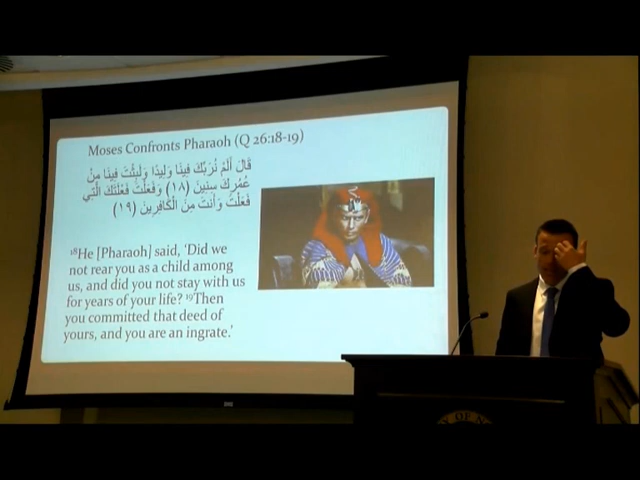 Moses Confronts Pharaoh (Q 26:18-19)
قَالَ أَلَمْ نُرَبِّكَ فِينَا وَلِيدًا وَلَبِثْتَ فِينَا مِنْ
عُمُرِكَ سِنِينَ (١٨) وَفَعَلْتَ فَعْلَتَكَ الَّتِي
فَعَلْتَ وَأَنتَ مِنَ الْكَافِرِينَ (١٩)
¹⁸He [Pharaoh] said, ‘Did we
not rear you as a child among
us, and did you not stay with us
for years of your life? ¹⁹Then
you committed that deed of
yours, and you are an ingrate.’